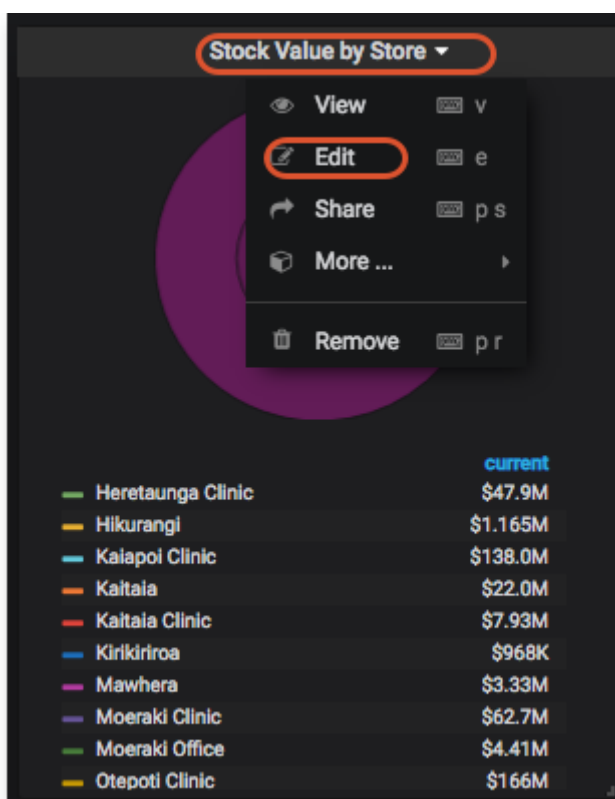 Stock Value by Store
View v
Edit e
Share p s
More ...
Remove p r
current
Heretaunga Clinic $47.9M
Hikurangi $1.165M
Kaiapoi Clinic $138.0M
Kaitaia $22.0M
Kaitaia Clinic $7.93M
Kirikiriroa $968K
Mawhera $3.33M
Moeraki Clinic $62.7M
Moeraki Office $4.41M
Otepoti Clinic $166M